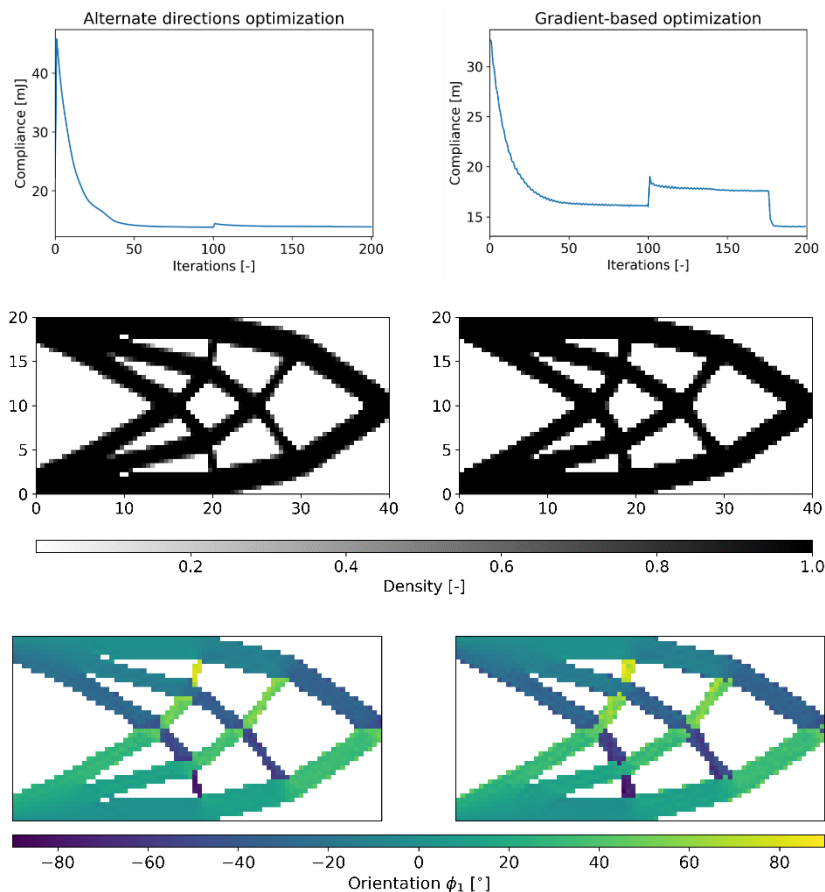 Alternate directions optimization
Gradient-based optimization
Compliance [mJ]
40
30
20
0 50 100 150 200
Iterations [-]
Compliance [mJ]
30
25
20
15
0 50 100 150 200
Iterations [-]
20
15
10
5
0
0 10 20 30 40
20
15
10
5
0
0 10 20 30 40
0.2 0.4 0.6 0.8 1.0
Density [-]
−80 −60 −40 −20 0 20 40 60 80
Orientation ϕ₁ [°]